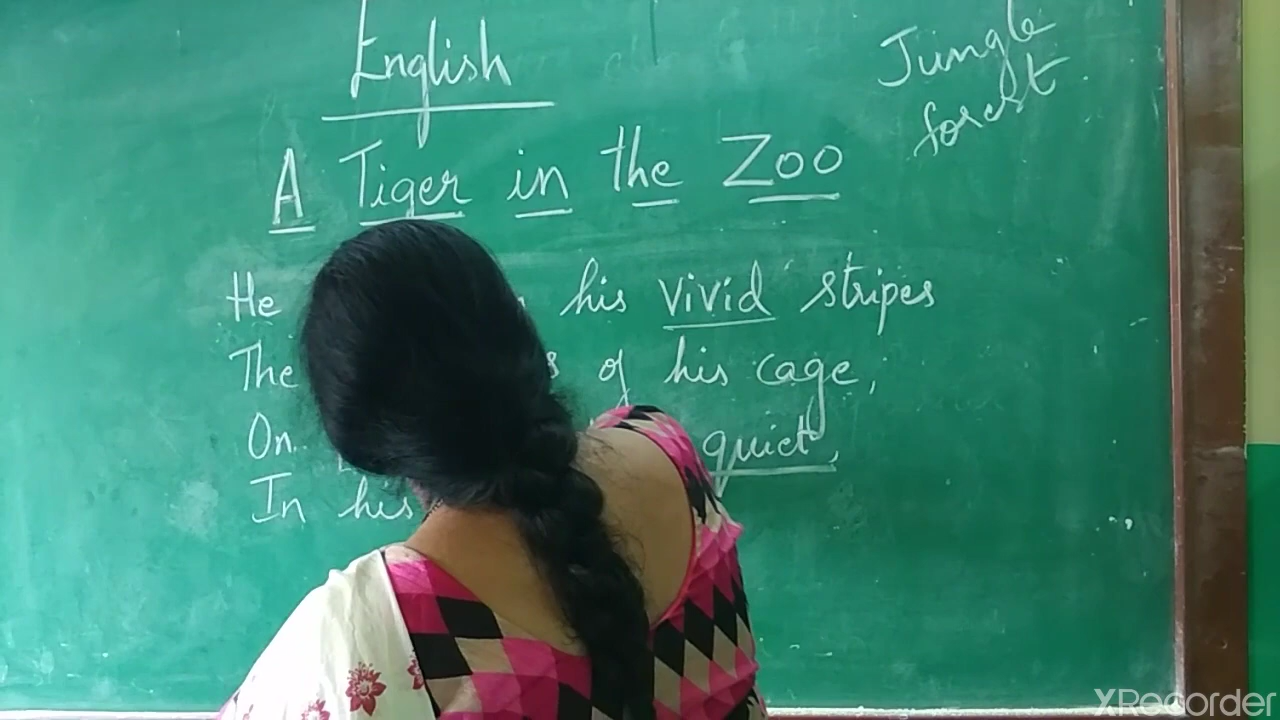 English
Jungle
forest
A Tiger in the Zoo
He his vivid stripes
The of his cage,
On quiet,
In his
XRecorder